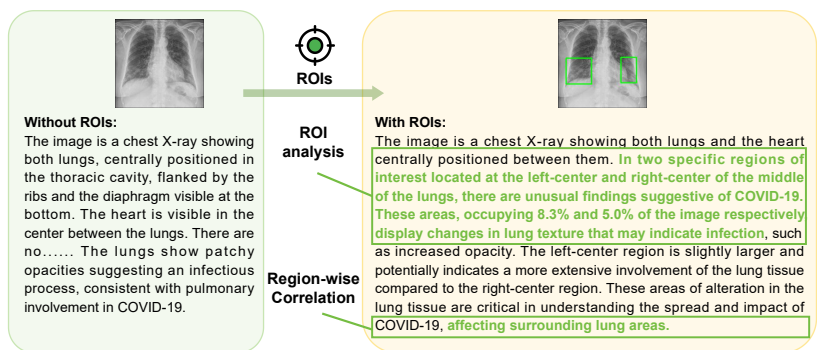 Without ROIs:
The image is a chest X-ray showing
both lungs, centrally positioned in
the thoracic cavity, flanked by the
ribs and the diaphragm visible at the
bottom. The heart is visible in the
center between the lungs. There are
no...... The lungs show patchy
opacities suggesting an infectious
process, consistent with pulmonary
involvement in COVID-19.
ROIs
ROI
analysis
Region-wise
Correlation
With ROIs:
The image is a chest X-ray showing both lungs and the heart
centrally positioned between them. In two specific regions of
interest located at the left-center and right-center of the middle
of the lungs, there are unusual findings suggestive of COVID-19.
These areas, occupying 8.3% and 5.0% of the image respectively
display changes in lung texture that may indicate infection, such
as increased opacity. The left-center region is slightly larger and
potentially indicates a more extensive involvement of the lung tissue
compared to the right-center region. These areas of alteration in the
lung tissue are critical in understanding the spread and impact of
COVID-19, affecting surrounding lung areas.